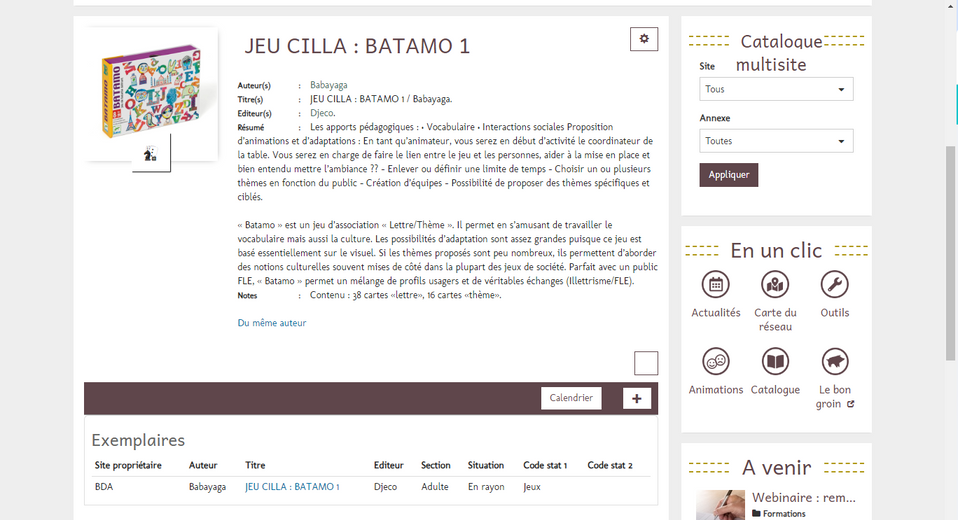 JEU CILLA : BATAMO 1
Auteur(s) : Babayaga
Titre(s) : JEU CILLA : BATAMO 1 / Babayaga.
Editeur(s) : Djeco.
Résumé : Les apports pédagogiques : • Vocabulaire • Interactions sociales Proposition
d'animations et d'adaptations : En tant qu'animateur, vous serez en début d'activité le coordinateur de
la table. Vous serez en charge de faire le lien entre le jeu et les personnes, aider à la mise en place et
bien entendu mettre l'ambiance ?? - Enlever ou définir une limite de temps - Choisir un ou plusieurs
thèmes en fonction du public - Création d'équipes - Possibilité de proposer des thèmes spécifiques et
ciblés.
« Batamo » est un jeu d'association « Lettre/Thème ». Il permet en s'amusant de travailler le
vocabulaire mais aussi la culture. Les possibilités d'adaptation sont assez grandes puisque ce jeu est
basé essentiellement sur le visuel. Si les thèmes proposés sont peu nombreux, ils permettent d'aborder
des notions culturelles souvent mises de côté dans la plupart des jeux de société. Parfait avec un public
FLE, « Batamo » permet un mélange de profils usagers et de véritables échanges (Illettrisme/FLE).
Notes : Contenu : 38 cartes «lettre», 16 cartes «thème».
Du même auteur
Calendrier +
Exemplaires
Site propriétaire Auteur Titre Editeur Section Situation Code stat 1 Code stat 2
BDA Babayaga JEU CILLA : BATAMO 1 Djeco Adulte En rayon Jeux
BATAMO
Catalogue
multisite
Site
Tous
Annexe
Toutes
Appliquer
En un clic
Actualités
Carte du
réseau
Outils
Animations
Catalogue
Le bon
groin
A venir
Webinaire : rem...
Formations